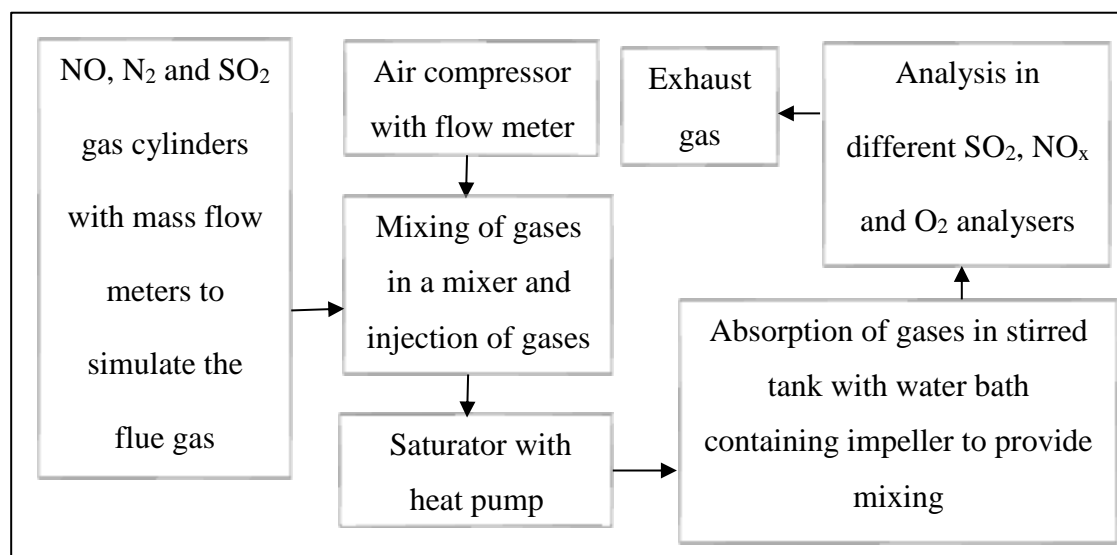 NO, N₂ and SO₂
gas cylinders
with mass flow
meters to
simulate the
flue gas
Air compressor
with flow meter
Mixing of gases
in a mixer and
injection of gases
Saturator with
heat pump
Absorption of gases in stirred
tank with water bath
containing impeller to provide
mixing
Analysis in
different SO₂, NOₓ
and O₂ analysers
Exhaust
gas